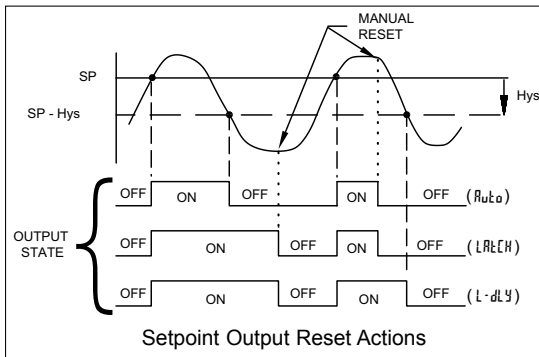 MANUAL
RESET
SP
Hys
SP - Hys
OFF ON OFF ON OFF (Auto)
OUTPUT
STATE
OFF ON OFF ON OFF (LAtCH)
OFF ON OFF ON OFF (L-dLY)
Setpoint Output Reset Actions